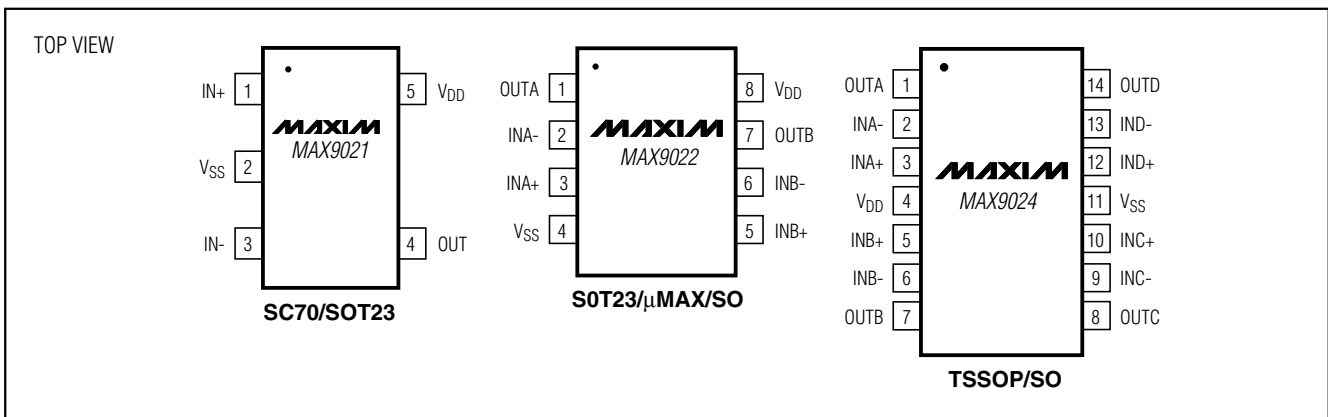 TOP VIEW
IN+ 1
VSS 2
IN- 3
5 VDD
4 OUT
MAXIM
MAX9021
SC70/SOT23
OUTA 1
INA- 2
INA+ 3
VSS 4
8 VDD
7 OUTB
6 INB-
5 INB+
MAXIM
MAX9022
S0T23/μMAX/SO
OUTA 1
INA- 2
INA+ 3
VDD 4
INB+ 5
INB- 6
OUTB 7
14 OUTD
13 IND-
12 IND+
11 VSS
10 INC+
9 INC-
8 OUTC
MAXIM
MAX9024
TSSOP/SO